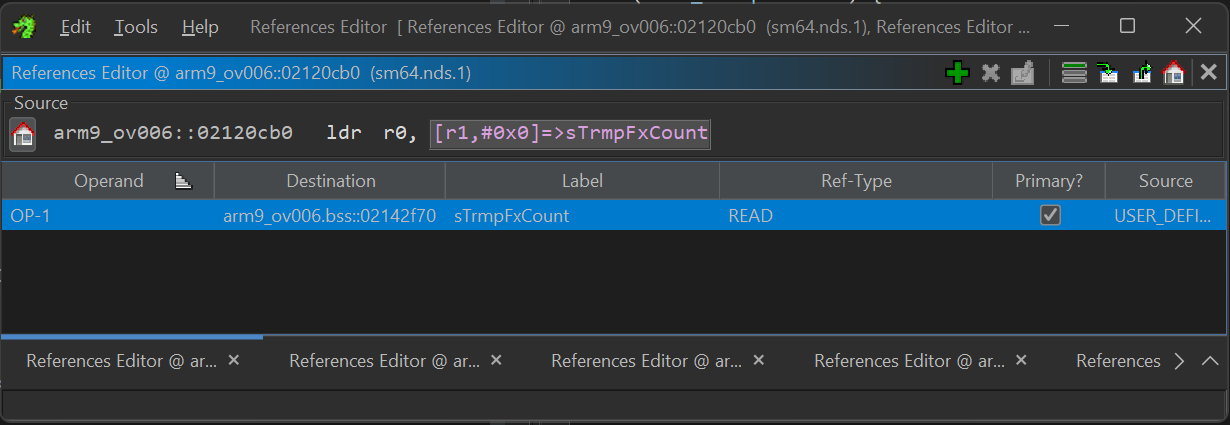 Edit Tools Help References Editor [ References Editor @ arm9_ov006::02120cb0 (sm64.nds.1), References Editor ...
References Editor @ arm9_ov006::02120cb0 (sm64.nds.1)
Source
arm9_ov006::02120cb0 ldr r0, [r1,#0x0]=>sTrmpFxCount
Operand Destination Label Ref-Type Primary? Source
OP-1 arm9_ov006.bss::02142f70 sTrmpFxCount READ USER_DEFI...
References Editor @ ar... References Editor @ ar... References Editor @ ar... References Editor @ ar... References